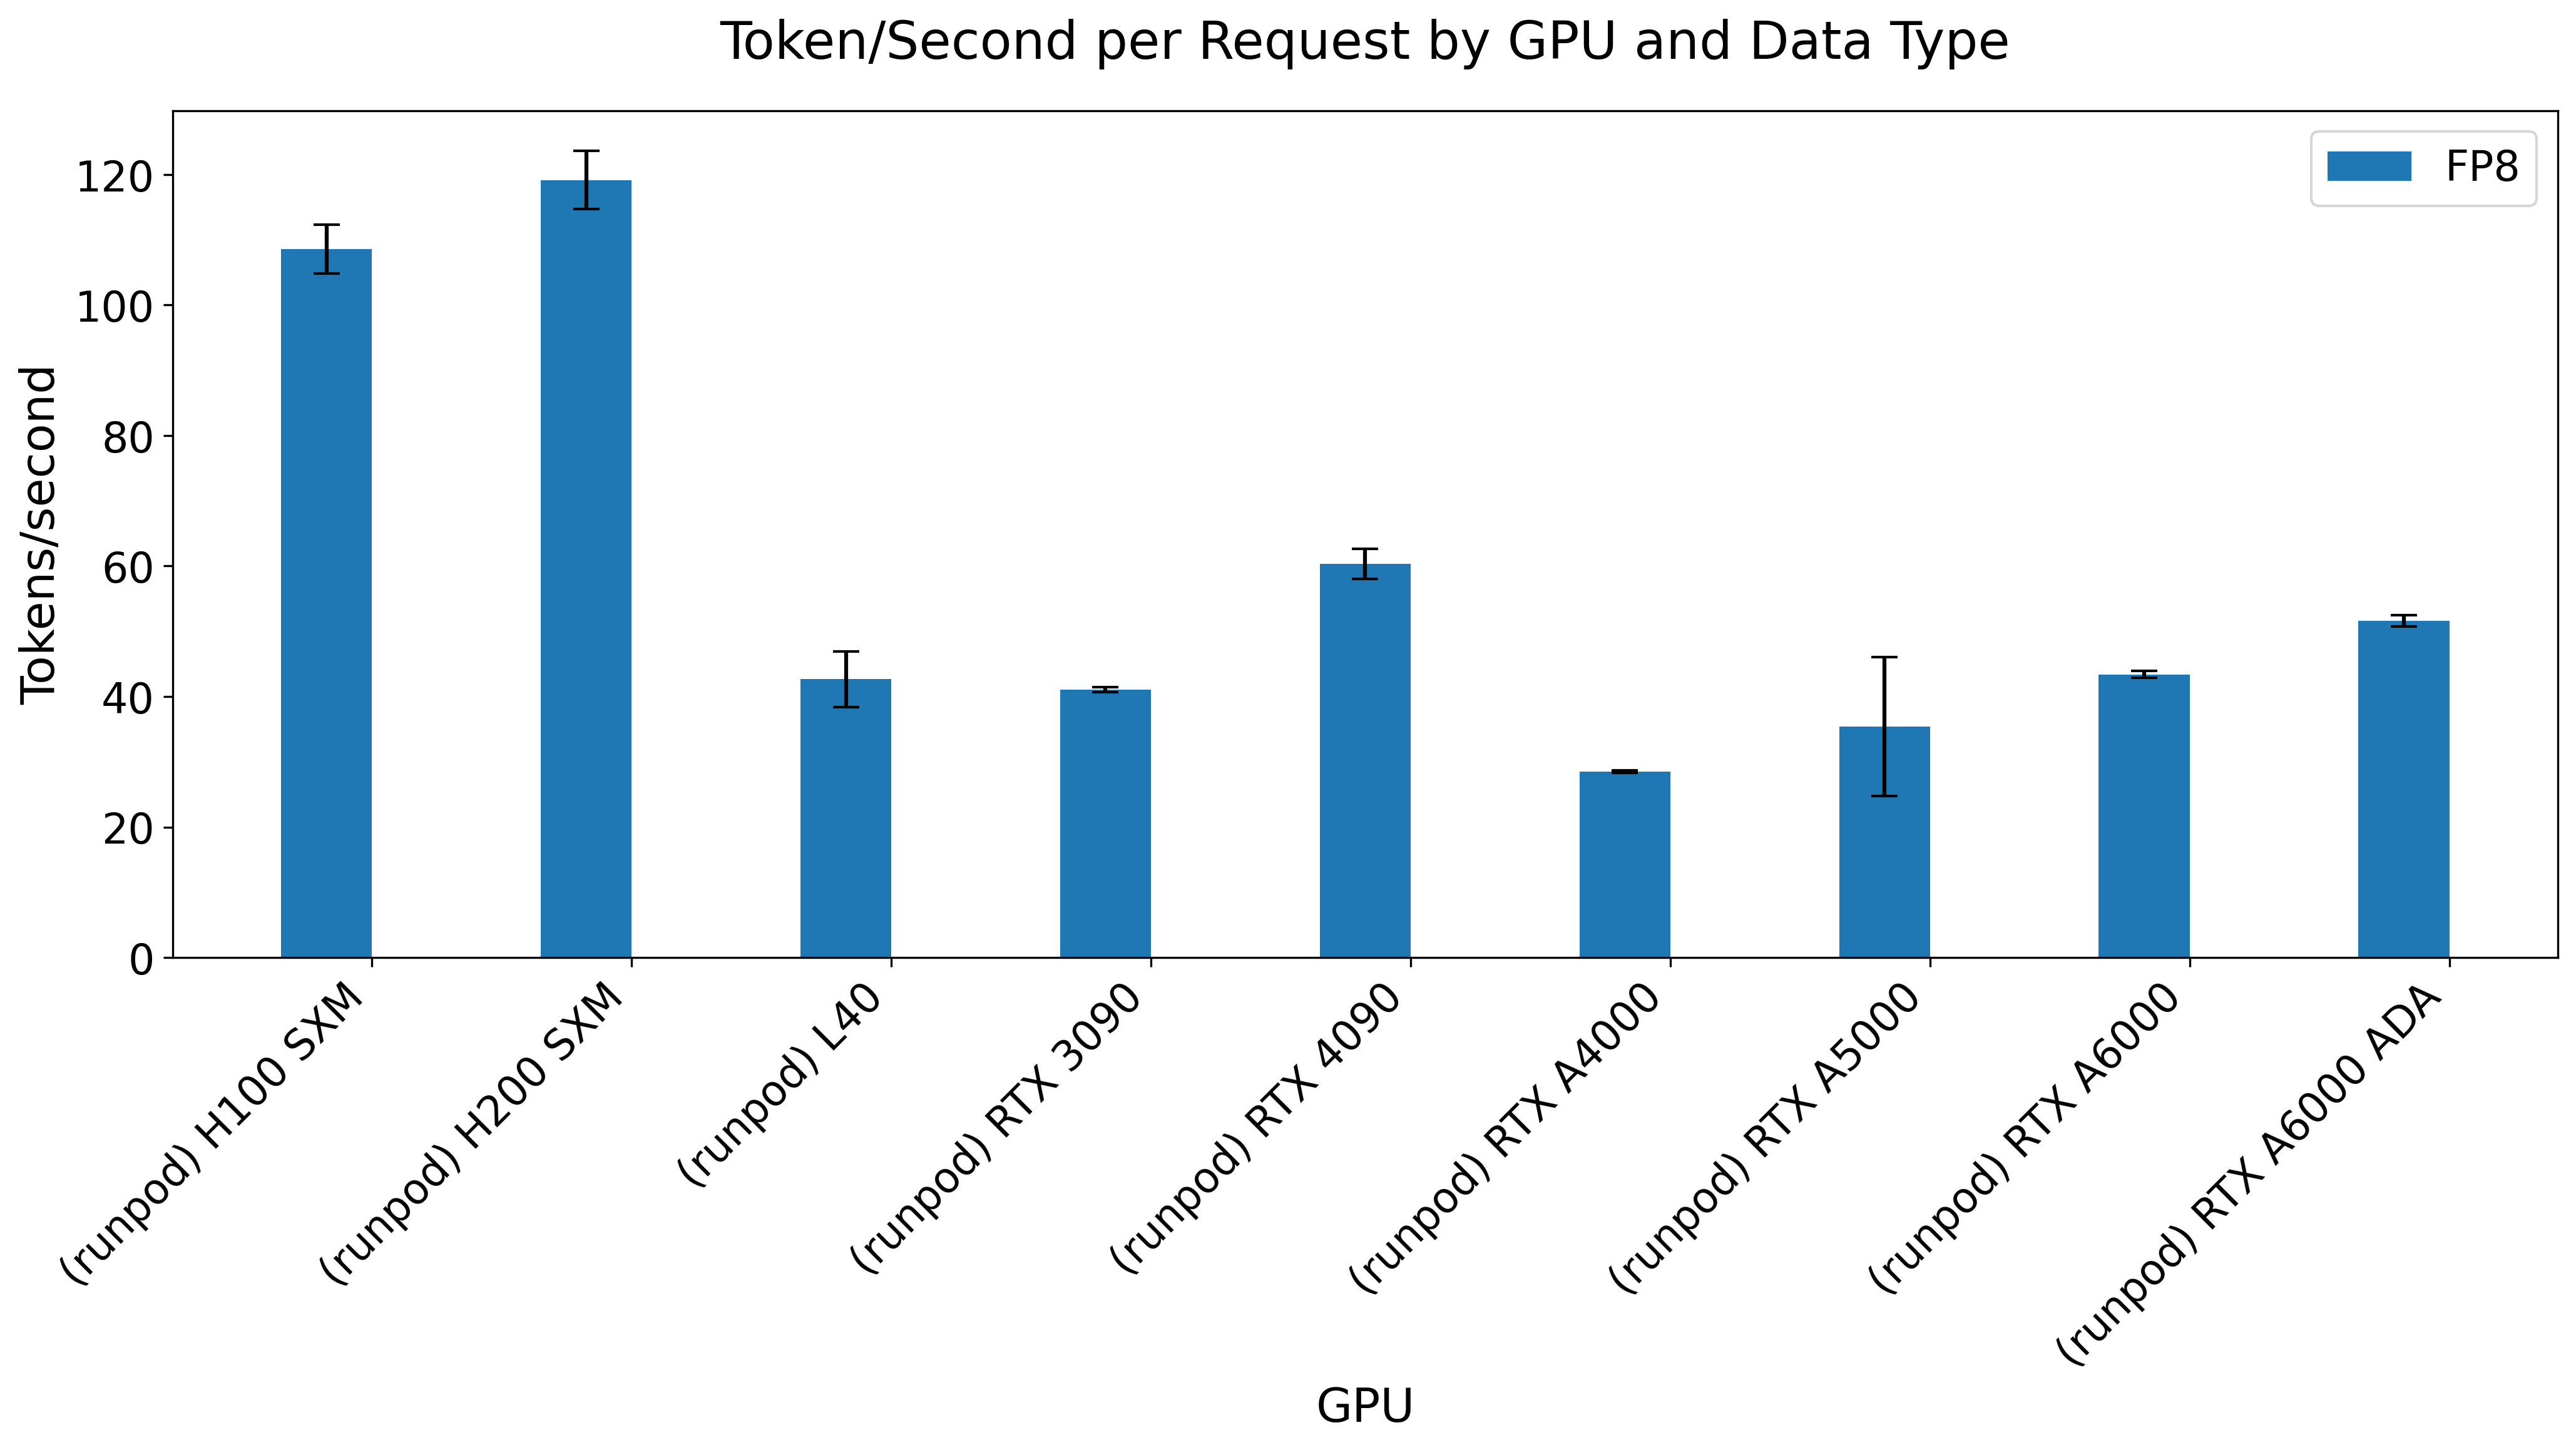 Token/Second per Request by GPU and Data Type
FP8
Tokens/second
120
100
80
60
40
20
0
(runpod) H100 SXM
(runpod) H200 SXM
(runpod) L40
(runpod) RTX 3090
(runpod) RTX 4090
(runpod) RTX A4000
(runpod) RTX A5000
(runpod) RTX A6000
(runpod) RTX A6000 ADA
GPU